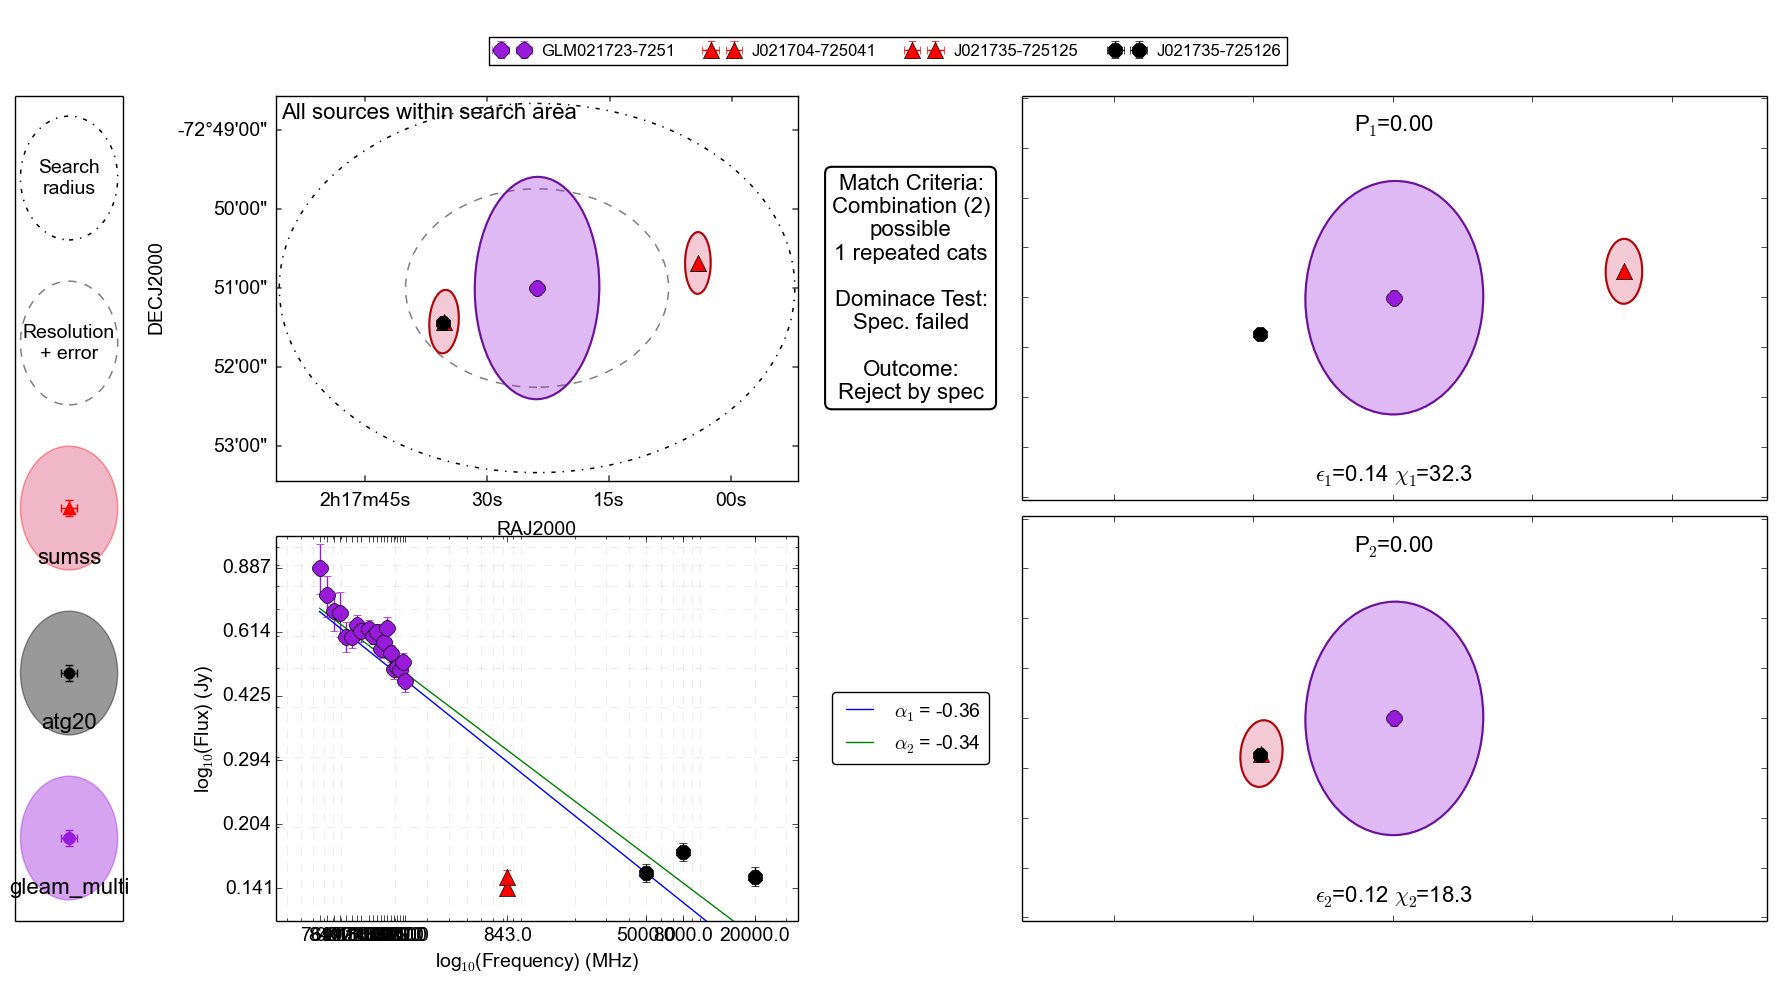 GLM021723-7251 J021704-725041 J021735-725125 J021735-725126
Search
radius
Resolution
+ error
sumss
atg20
gleam_multi
All sources within search area
DECJ2000
-72°49'00"
50'00"
51'00"
52'00"
53'00"
2h17m45s 30s 15s 00s
RAJ2000
Match Criteria:
Combination (2)
possible
1 repeated cats
Dominace Test:
Spec. failed
Outcome:
Reject by spec
P1=0.00
ϵ1=0.14 χ1=32.3
log10(Flux) (Jy)
0.887
0.614
0.425
0.294
0.204
0.141
843.0 5000.0 8000.0 20000.0
log10(Frequency) (MHz)
α1 = -0.36
α2 = -0.34
P2=0.00
ϵ2=0.12 χ2=18.3